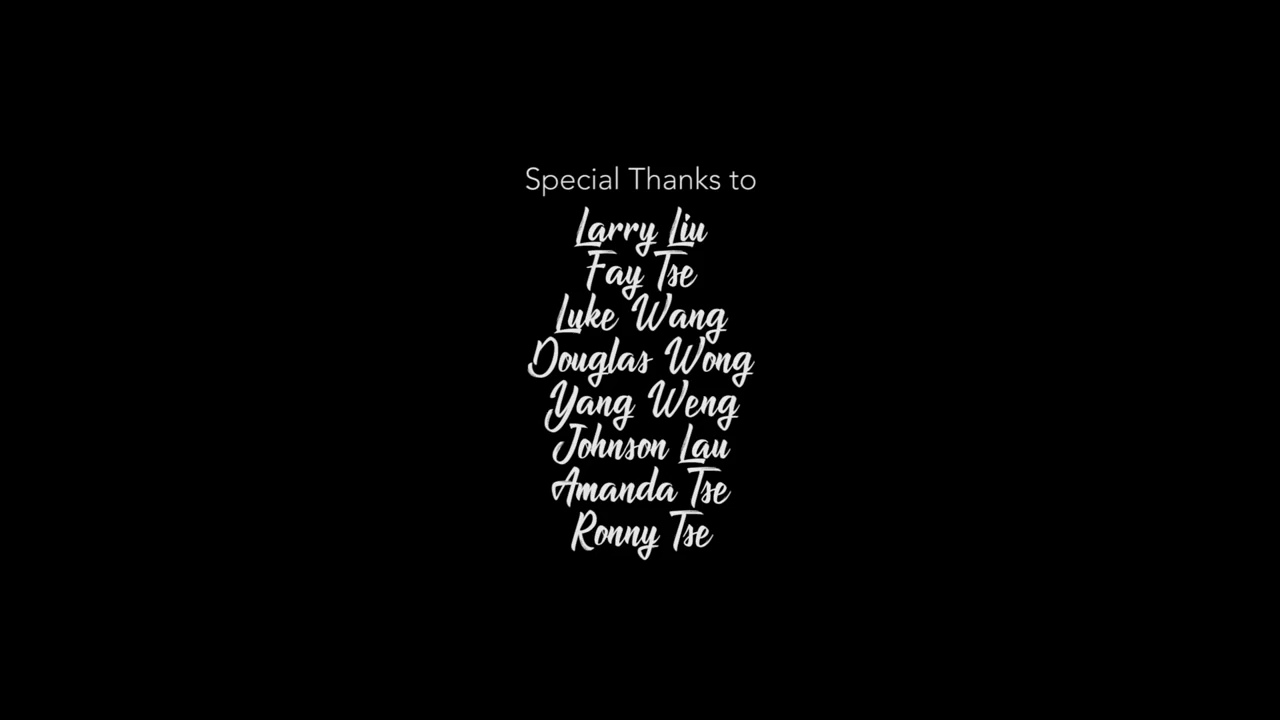 Special Thanks to
Larry Liu
Fay Tse
Luke Wang
Douglas Wong
Yang Weng
Johnson Lau
Amanda Tse
Ronny Tse